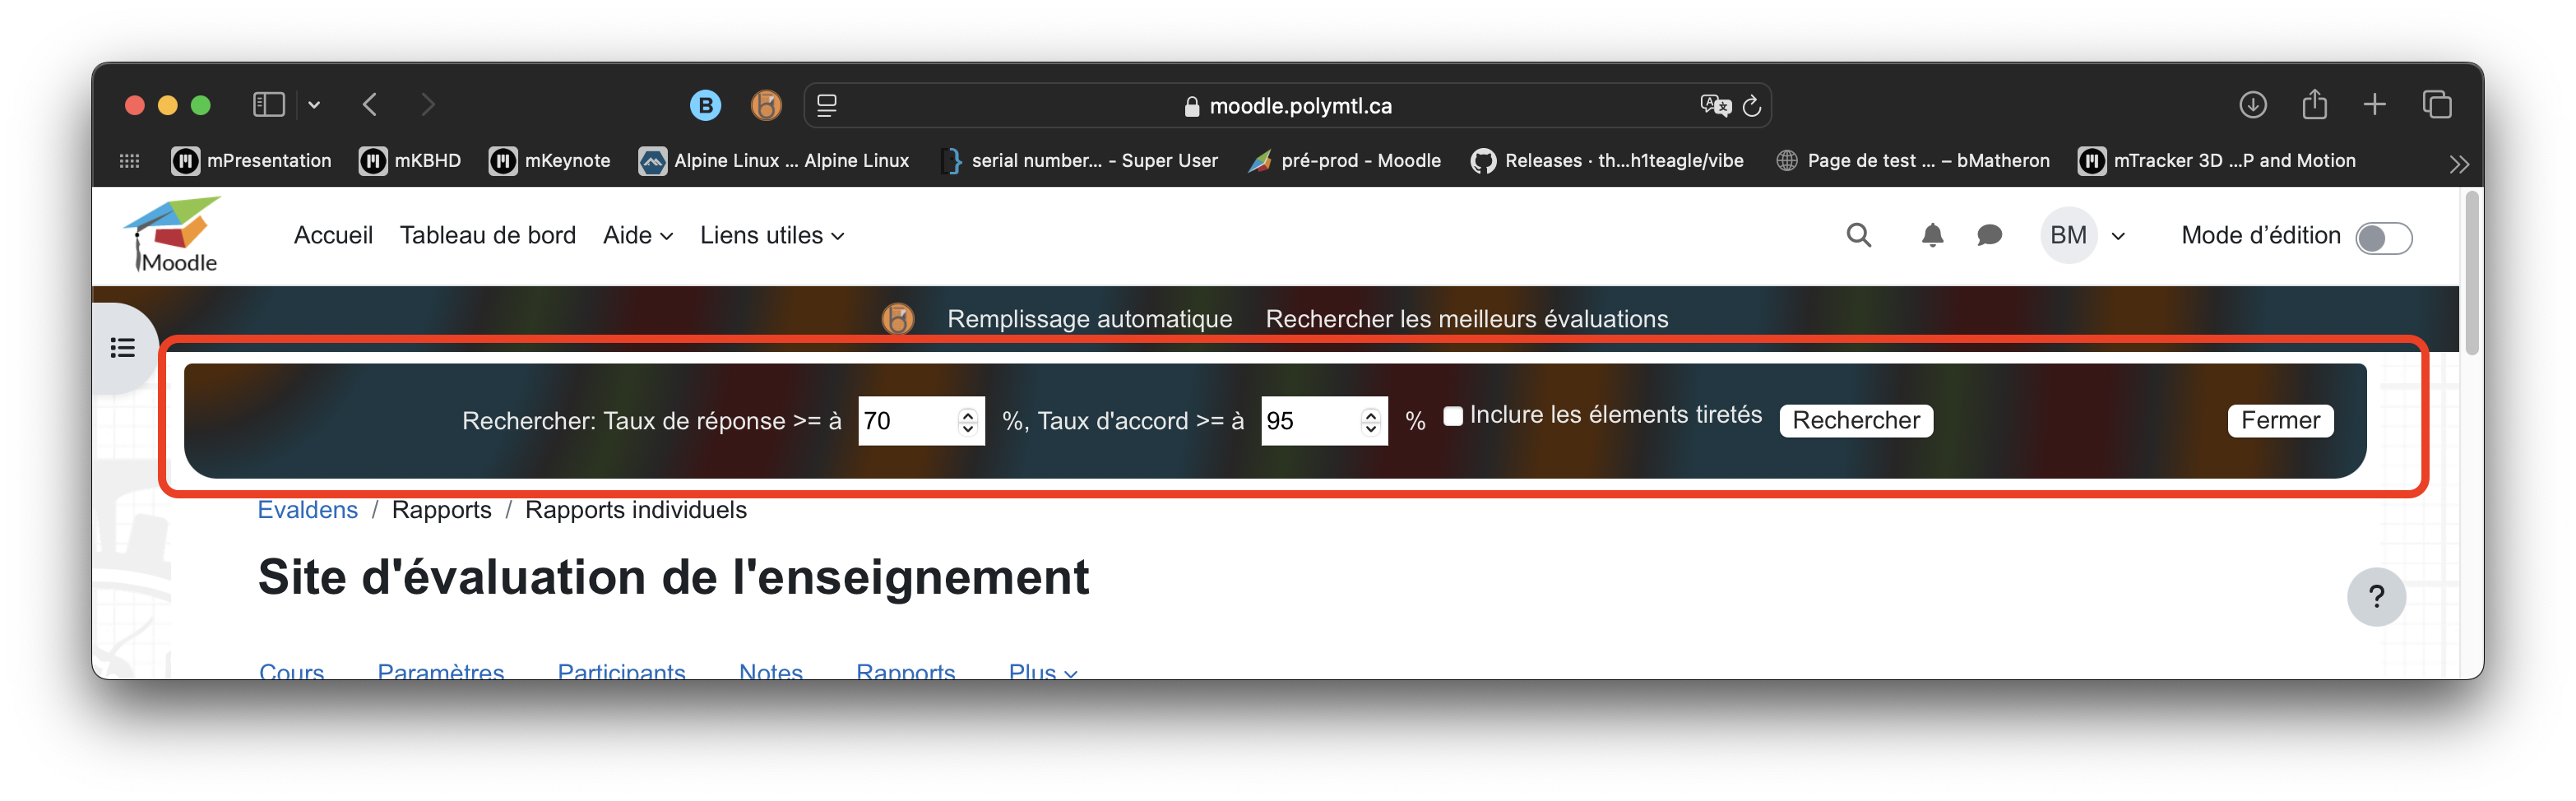 B moodle.polymtl.ca
mPresentation mKBHD mKeynote Alpine Linux ... Alpine Linux serial number... - Super User pré-prod - Moodle Releases · th...h1teagle/vibe Page de test ... – bMatheron mTracker 3D ...P and Motion
Moodle Accueil Tableau de bord Aide Liens utiles BM Mode d’édition
Remplissage automatique Rechercher les meilleurs évaluations
Rechercher: Taux de réponse >= à 70 %, Taux d'accord >= à 95 % Inclure les élements tiretés Rechercher Fermer
Evaldens / Rapports / Rapports individuels
Site d'évaluation de l'enseignement
?
Cours Paramètres Participants Notes Rapports Plus